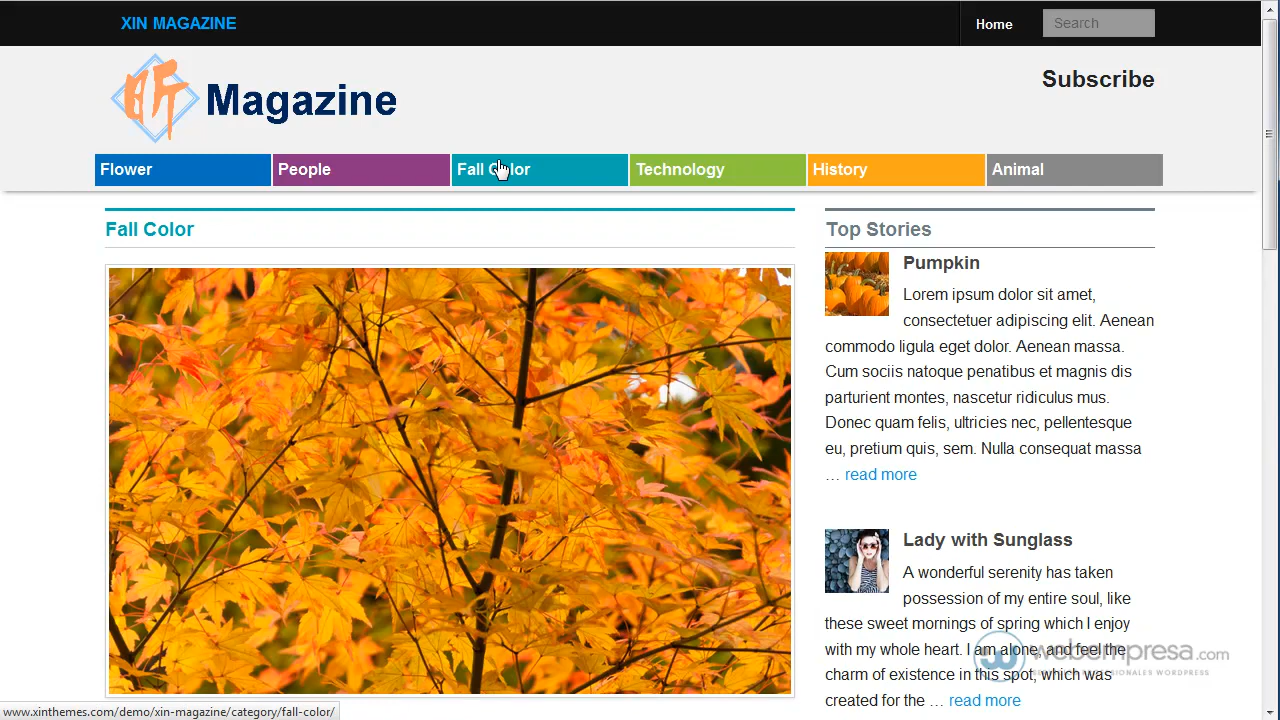 XIN MAGAZINE
Home
Search
昕 Magazine
Subscribe
Flower
People
Fall Color
Technology
History
Animal
Fall Color
Top Stories
Pumpkin
Lorem ipsum dolor sit amet,
consectetuer adipiscing elit. Aenean
commodo ligula eget dolor. Aenean massa.
Cum sociis natoque penatibus et magnis dis
parturient montes, nascetur ridiculus mus.
Donec quam felis, ultricies nec, pellentesque
eu, pretium quis, sem. Nulla consequat massa
… read more
Lady with Sunglass
A wonderful serenity has taken
possession of my entire soul, like
these sweet mornings of spring which I enjoy
with my whole heart. I am alone, and feel the
charm of existence in this spot, which was
created for the … read more
webempresa.com
WORDPRESS
www.xinthemes.com/demo/xin-magazine/category/fall-color/